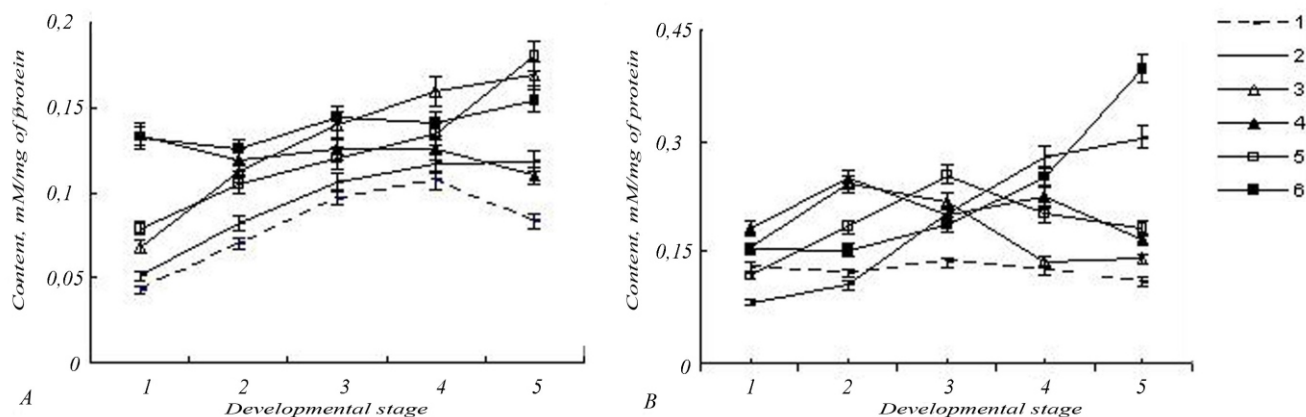 0,2
0,15
0,1
0,05
0
Content, mM/mg of protein
1 2 3 4 5
Developmental stage
A
0,45
0,3
0.15
0
Content, mM/mg of protein
1 2 3 4 5
Developmental stage
B
1
2
3
4
5
6